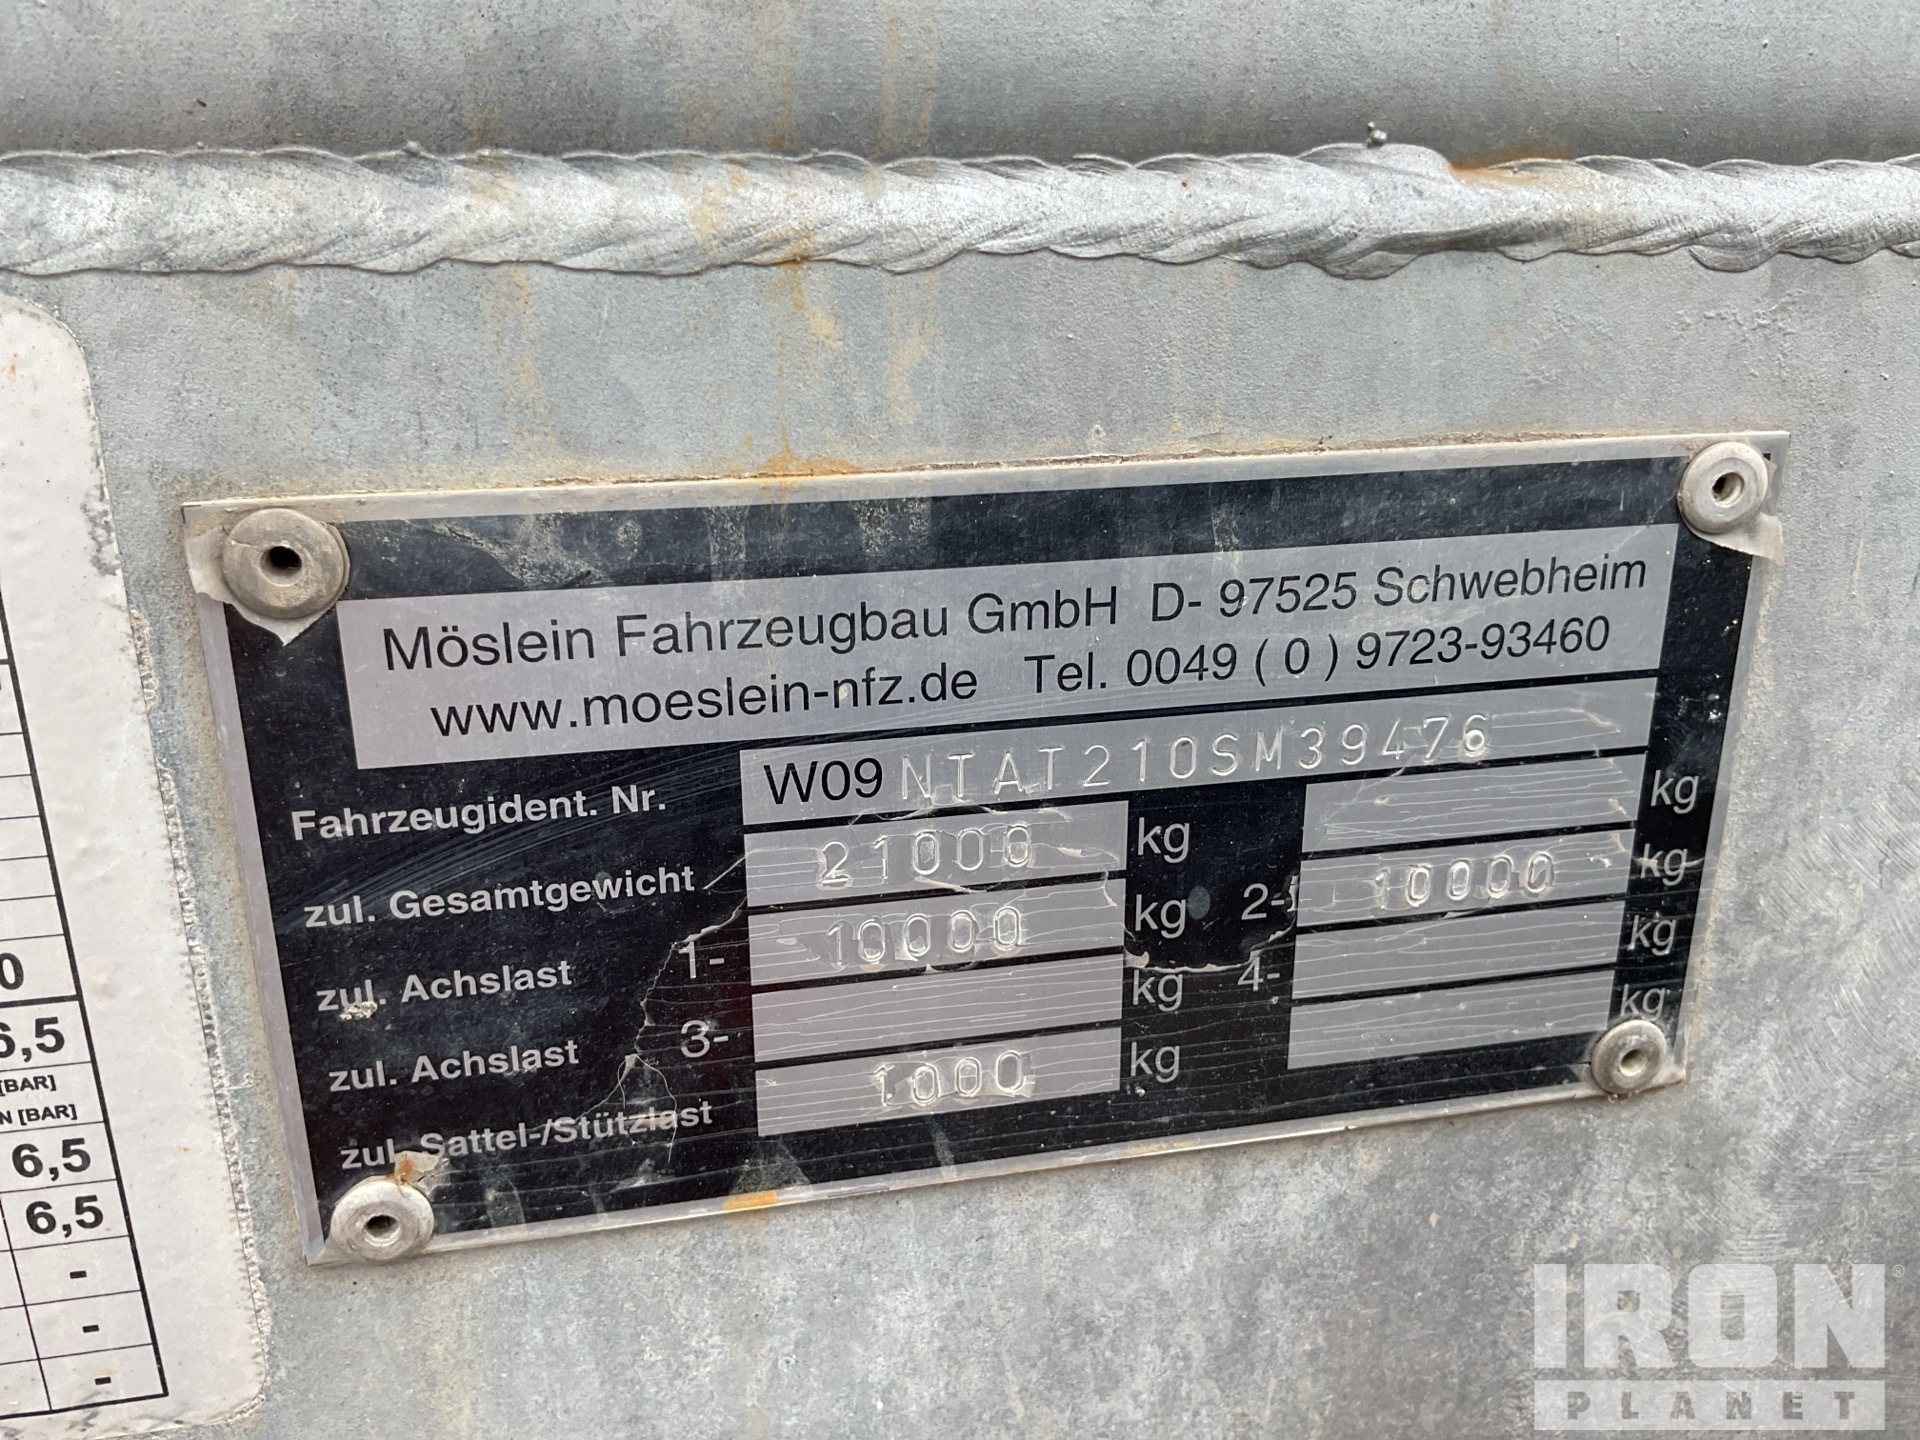 Möslein Fahrzeugbau GmbH D- 97525 Schwebheim
www.moeslein-nfz.de Tel. 0049 ( 0 ) 9723-93460
Fahrzeugident. Nr. W09NTAT210SM39476
zul. Gesamtgewicht 21000 kg kg
zul. Achslast 1- 10000 kg 2- 10000 kg
zul. Achslast 3- kg 4- kg
zul. Sattel-/Stützlast 1000 kg kg
0
6,5
[BAR]
N [BAR]
6,5
6,5
-
-
-
IRON
PLANET
®